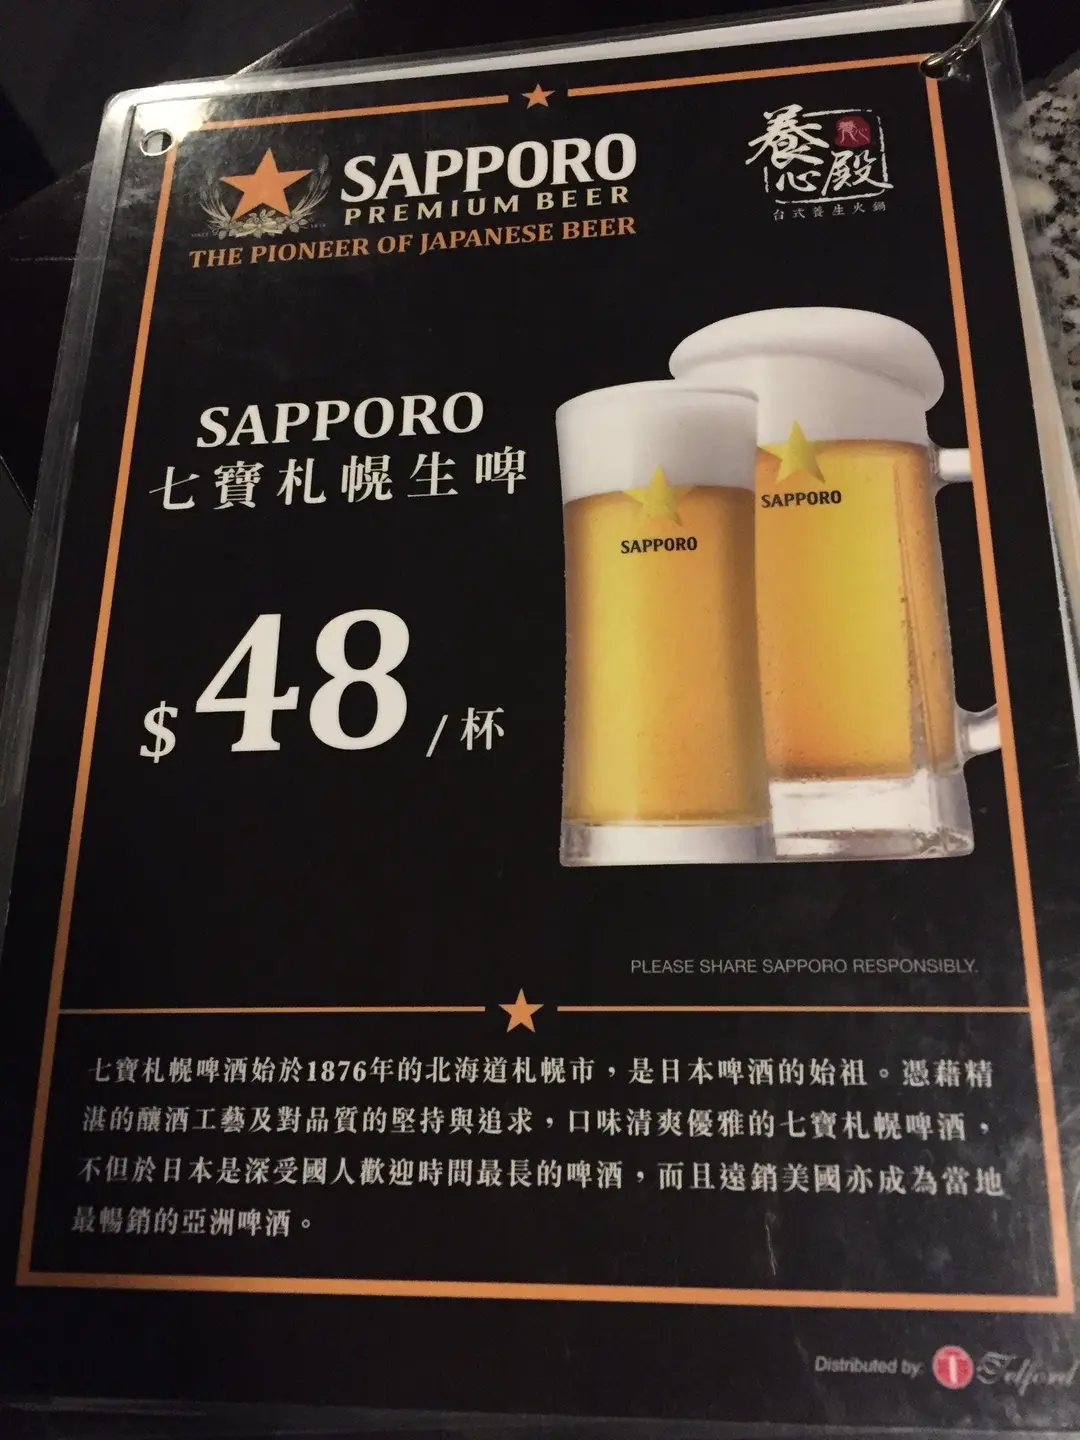 SAPPORO
PREMIUM BEER
THE PIONEER OF JAPANESE BEER
養心殿
養心
台式養生火鍋
SAPPORO
七寶札幌生啤
$48/杯
SAPPORO
SAPPORO
PLEASE SHARE SAPPORO RESPONSIBLY.
七寶札幌啤酒始於1876年的北海道札幌市，是日本啤酒的始祖。憑藉精
湛的釀酒工藝及對品質的堅持與追求，口味清爽優雅的七寶札幌啤酒，
不但於日本是深受國人歡迎時間最長的啤酒，而且遠銷美國亦成為當地
最暢銷的亞洲啤酒。
Distributed by: T Telford